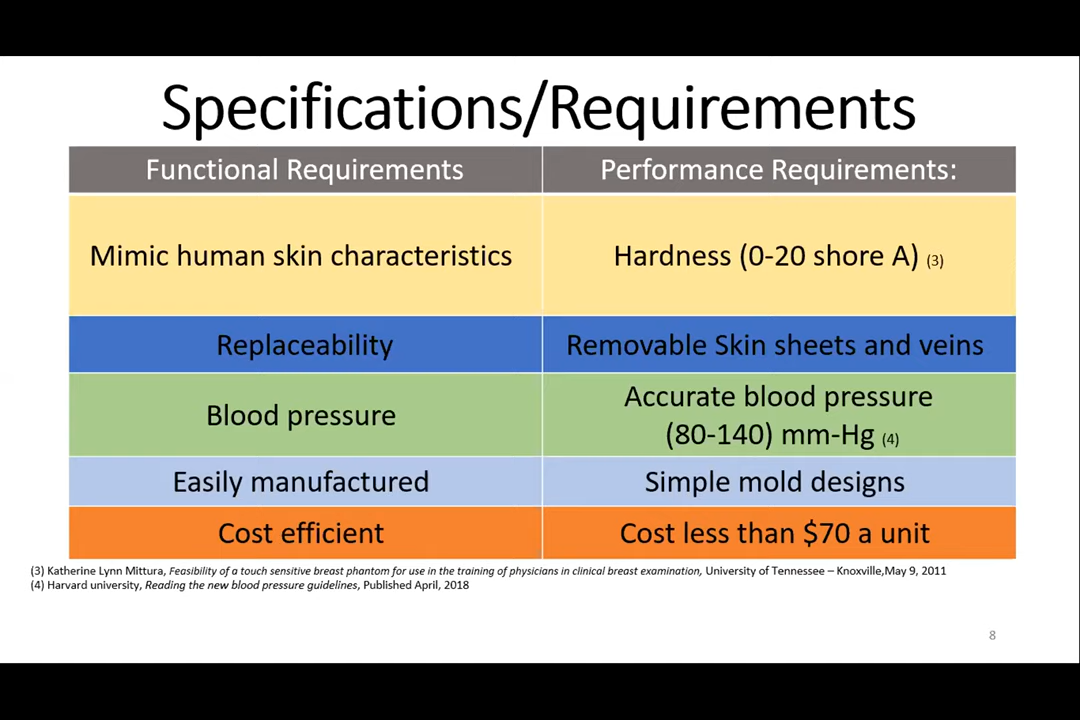 Specifications/Requirements
Functional Requirements
Performance Requirements:
Mimic human skin characteristics
Hardness (0-20 shore A) (3)
Replaceability
Removable Skin sheets and veins
Blood pressure
Accurate blood pressure
(80-140) mm-Hg (4)
Easily manufactured
Simple mold designs
Cost efficient
Cost less than $70 a unit
(3) Katherine Lynn Mittura, Feasibility of a touch sensitive breast phantom for use in the training of physicians in clinical breast examination, University of Tennessee – Knoxville,May 9, 2011
(4) Harvard university, Reading the new blood pressure guidelines, Published April, 2018
8